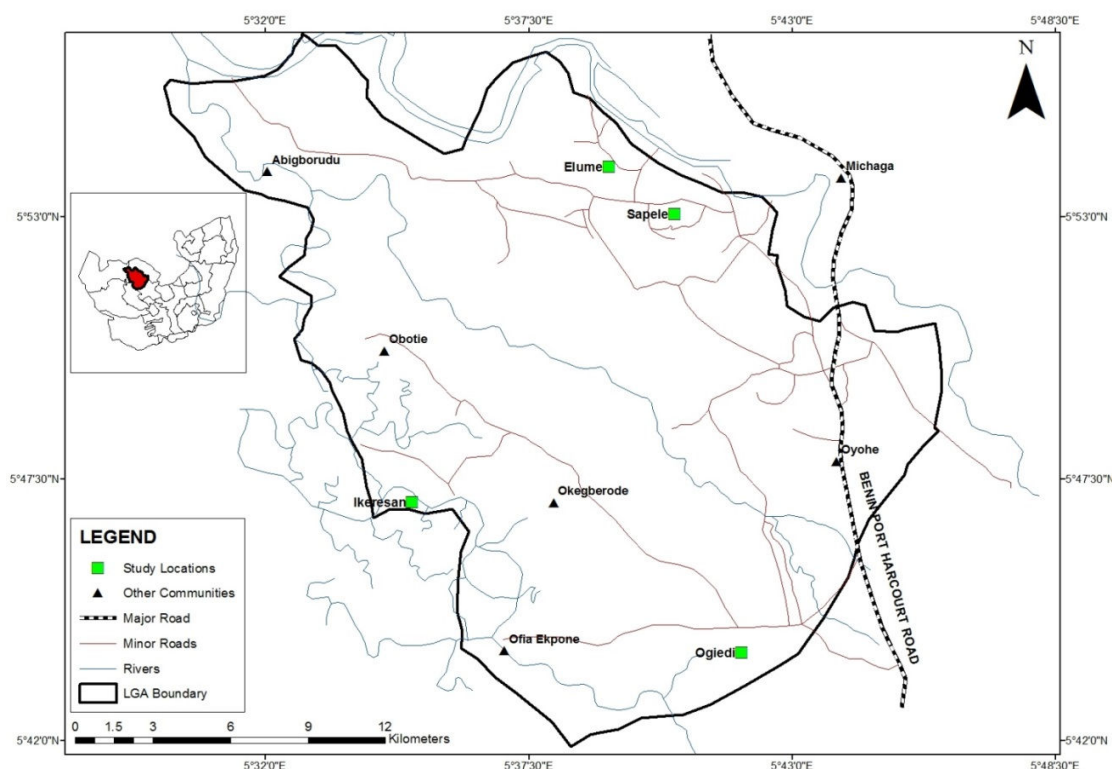 5°32'0"E
5°37'30"E
5°43'0"E
5°48'30"E
N
Abigborudu
Elume
Michaga
5°53'0"N
Sapele
5°53'0"N
Obotie
Oyohe
5°47'30"N
5°47'30"N
Ikeresan
Okegberode
BENIN PORT HARCOURT ROAD
LEGEND
Study Locations
Other Communities
Major Road
Minor Roads
Rivers
LGA Boundary
Ofia Ekpone
Ogiedi
0 1.5 3 6 9 12
Kilometers
5°42'0"N
5°42'0"N
5°32'0"E
5°37'30"E
5°43'0"E
5°48'30"E